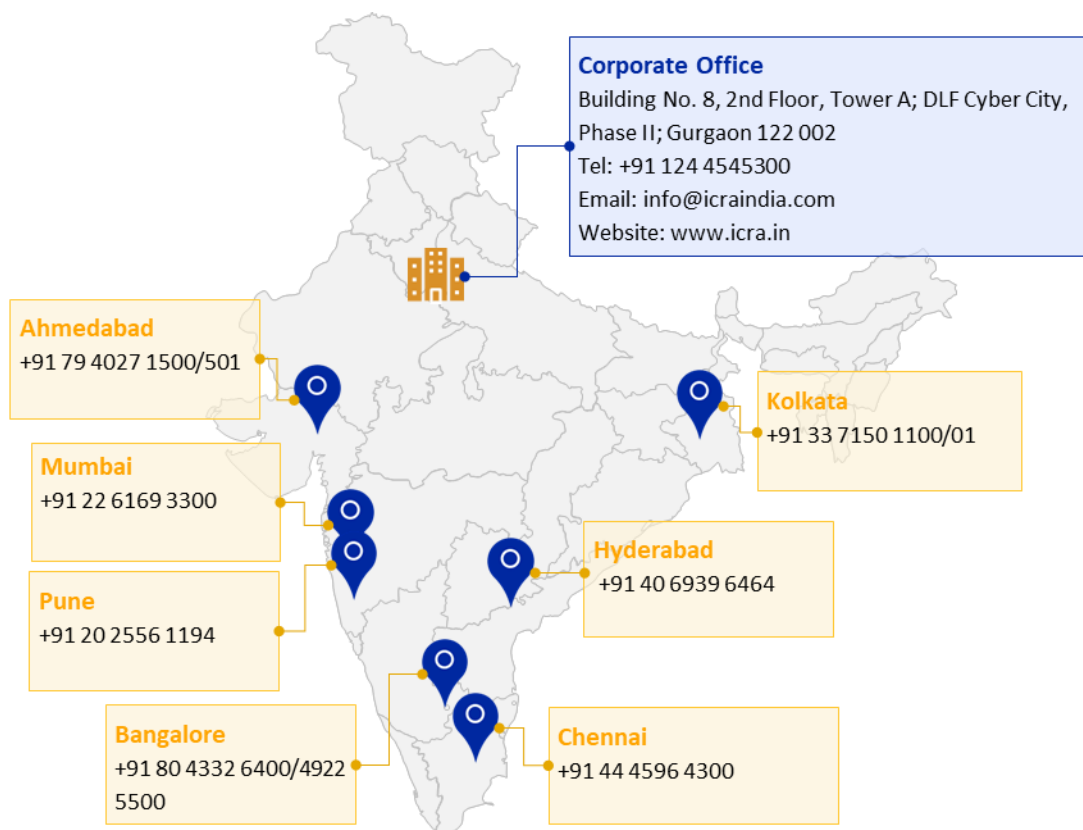 Corporate Office
Building No. 8, 2nd Floor, Tower A; DLF Cyber City,
Phase II; Gurgaon 122 002
Tel: +91 124 4545300
Email: info@icraindia.com
Website: www.icra.in
Ahmedabad
+91 79 4027 1500/501
Kolkata
+91 33 7150 1100/01
Mumbai
+91 22 6169 3300
Hyderabad
+91 40 6939 6464
Pune
+91 20 2556 1194
Bangalore
+91 80 4332 6400/4922
5500
Chennai
+91 44 4596 4300